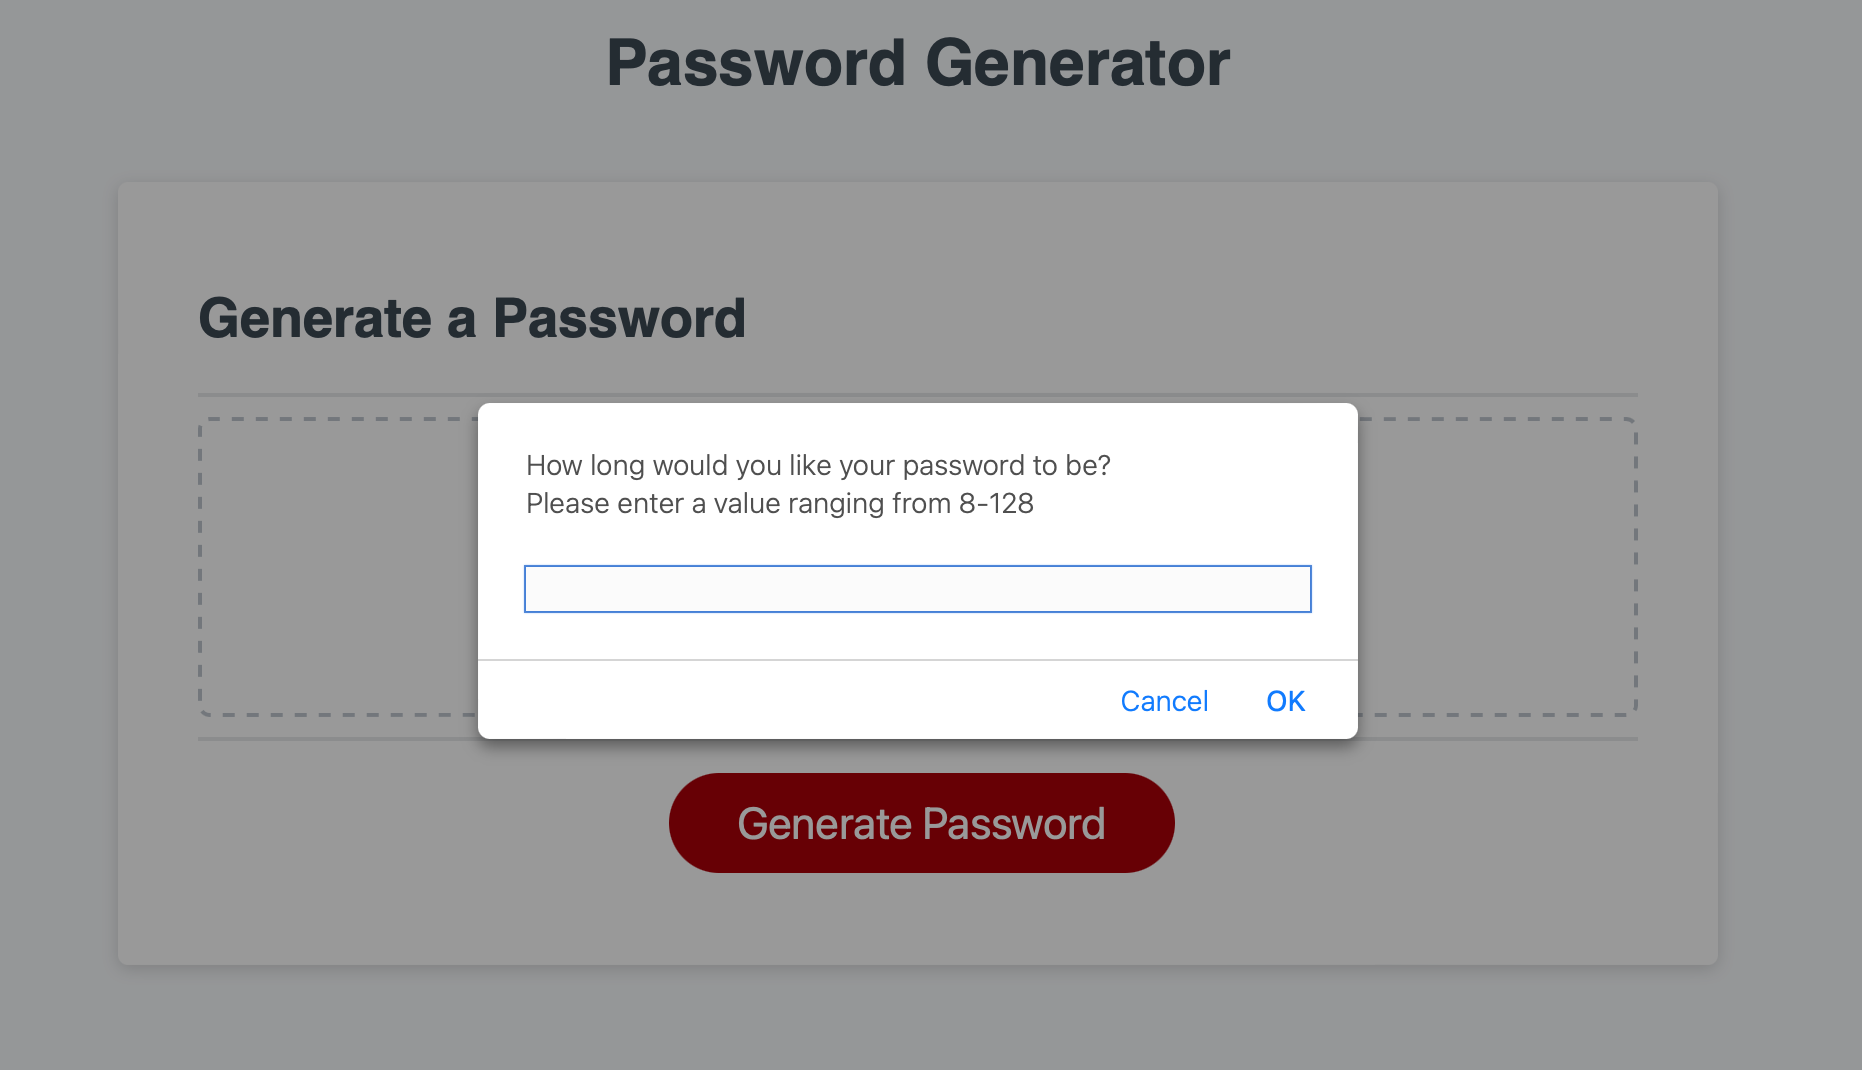 Password Generator
Generate a Password
How long would you like your password to be?
Please enter a value ranging from 8-128
Cancel OK
Generate Password